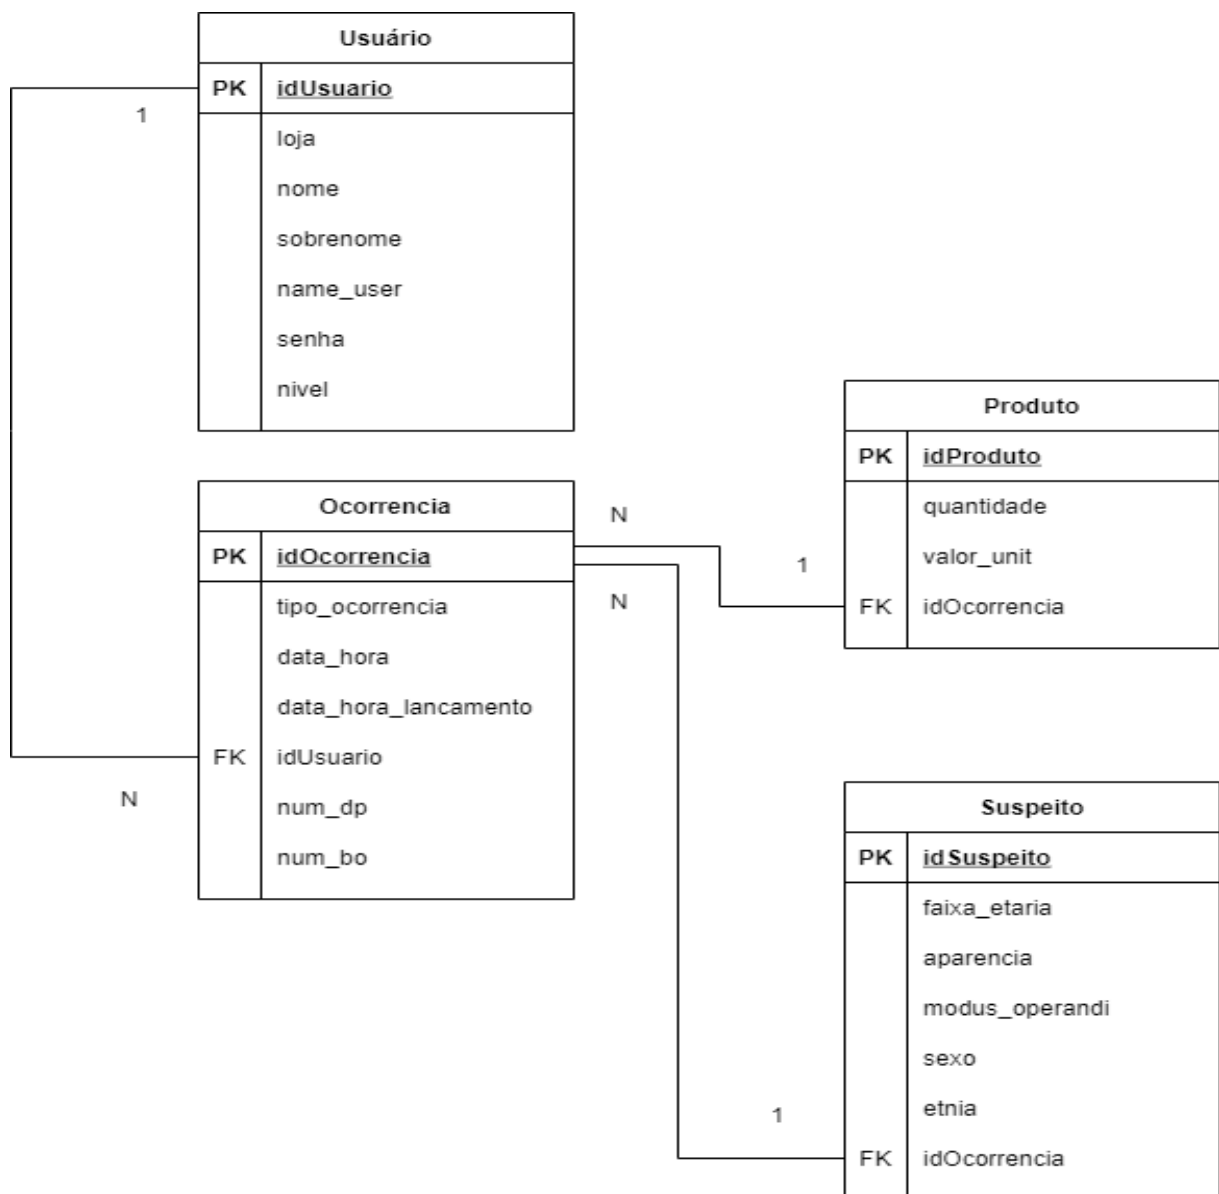 Usuário
PK idUsuario
1
loja
nome
sobrenome
name_user
senha
nivel
Ocorrencia
PK idOcorrencia
tipo_ocorrencia
data_hora
data_hora_lancamento
FK idUsuario
N
num_dp
num_bo
N
N
1
Produto
PK idProduto
quantidade
valor_unit
FK idOcorrencia
Suspeito
PK idSuspeito
faixa_etaria
aparencia
modus_operandi
sexo
etnia
1
FK idOcorrencia